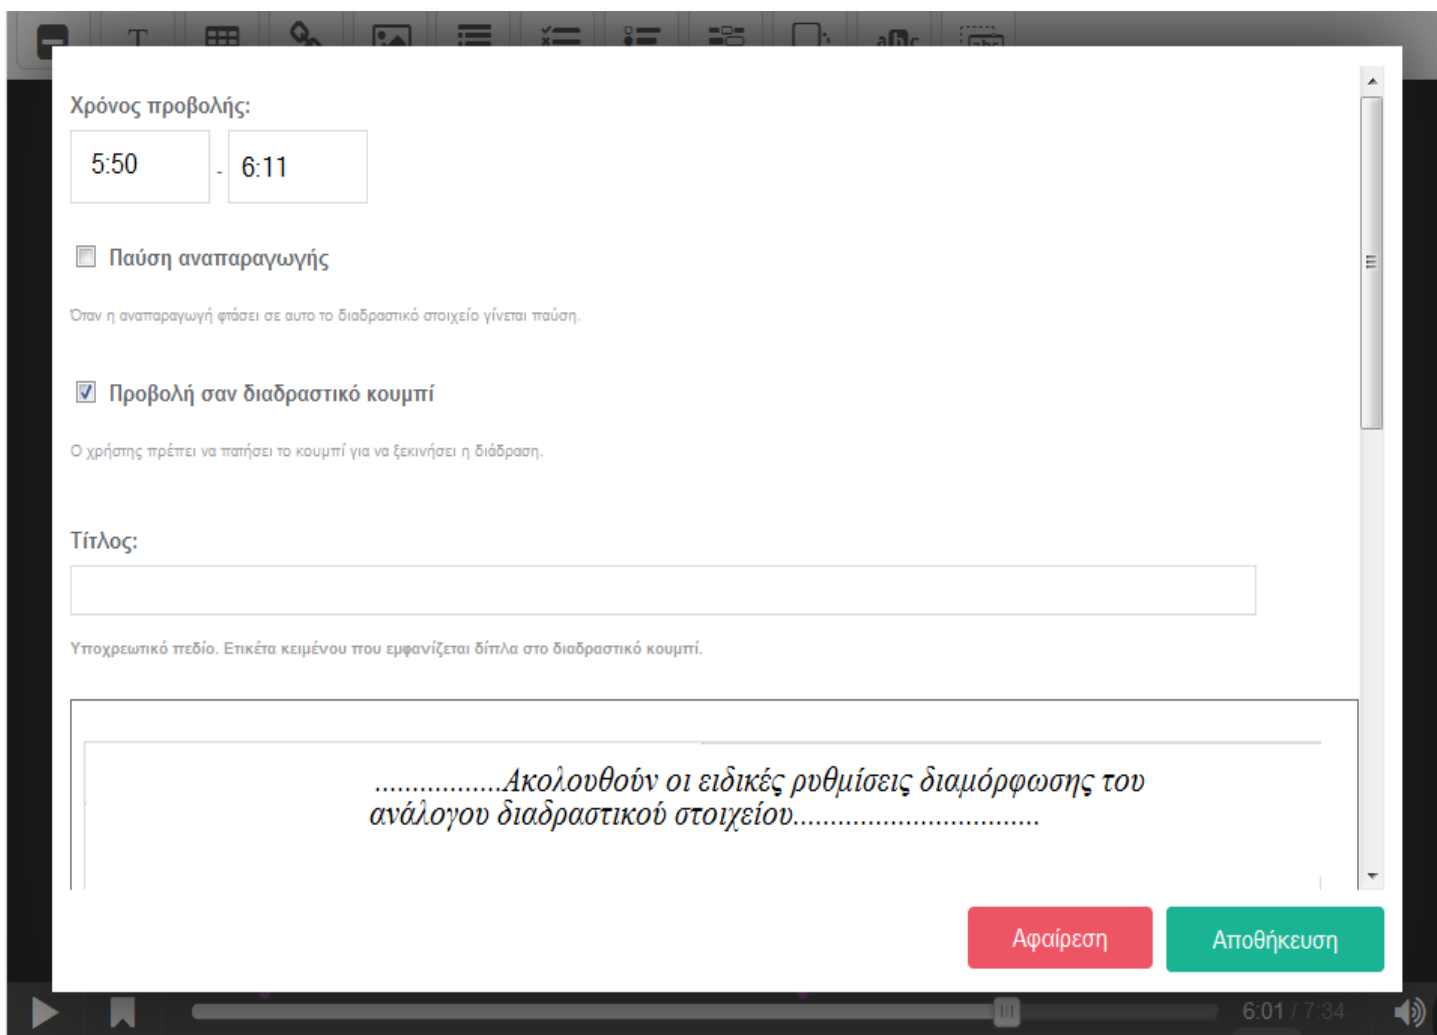 T
abc
abc
Χρόνος προβολής:
5:50 - 6:11
Παύση αναπαραγωγής
Όταν η αναπαραγωγή φτάσει σε αυτο το διαδραστικό στοιχείο γίνεται παύση.
Προβολή σαν διαδραστικό κουμπί
Ο χρήστης πρέπει να πατήσει το κουμπί για να ξεκινήσει η διάδραση.
Τίτλος:
Υποχρεωτικό πεδίο. Ετικέτα κειμένου που εμφανίζεται δίπλα στο διαδραστικό κουμπί.
.................Ακολουθούν οι ειδικές ρυθμίσεις διαμόρφωσης του
ανάλογου διαδραστικού στοιχείου.................................
Αφαίρεση
Αποθήκευση
6:01 / 7:34